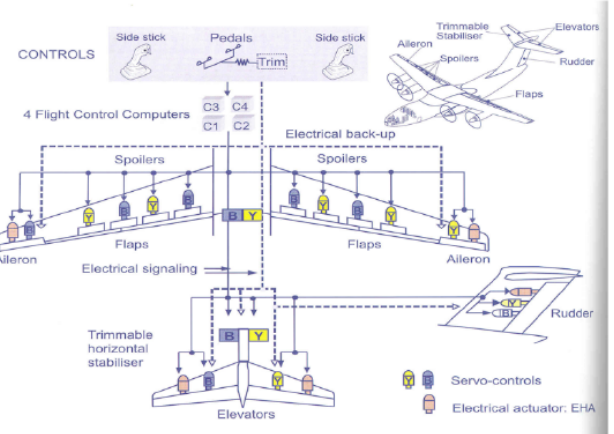 CONTROLS
Side stick
Pedals
Side stick
Trim
Trimmable
Stabiliser
Elevators
Aileron
Spoilers
Rudder
Flaps
4 Flight Control Computers
C3 C4
C1 C2
Electrical back-up
Spoilers
Spoilers
Y
B
Y
B
B Y
B
Y
B
Y
B
Y
Aileron
Flaps
Flaps
Aileron
Electrical signaling
Y
B
Rudder
Trimmable
horizontal
stabiliser
B Y
B
Y
Elevators
Y B
Servo-controls
Electrical actuator: EHA